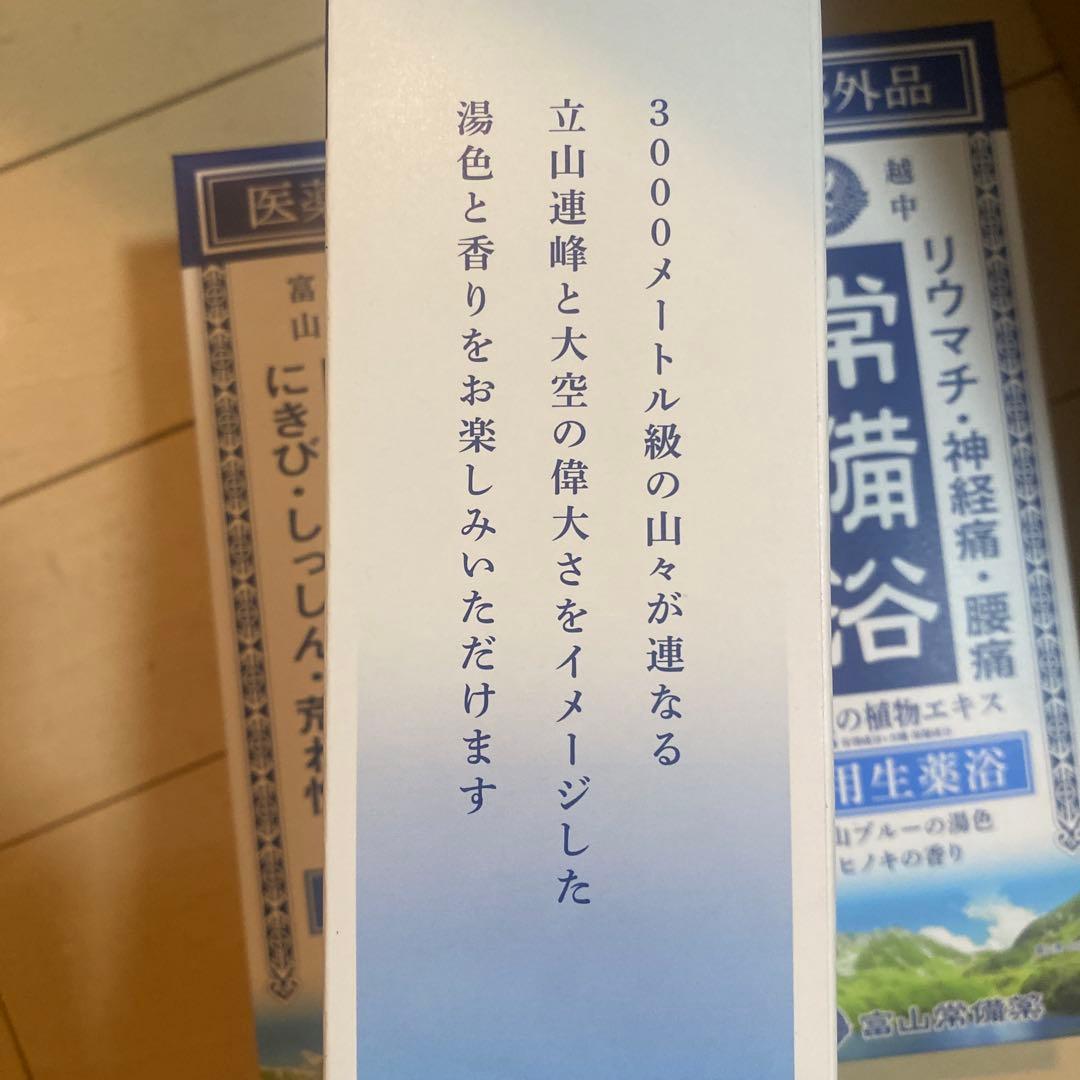 3000メートル級の山々が連なる
立山連峰と大空の偉大さをイメージした
湯色と香りをお楽しみいただけます
外品
越中
リウマチ・神経痛・腰痛
常備浴
の植物エキス
用生薬浴
山ブルーの湯色
ヒノキの香り
富山常備薬
医薬
富山
にきび・しっしん・荒れ性